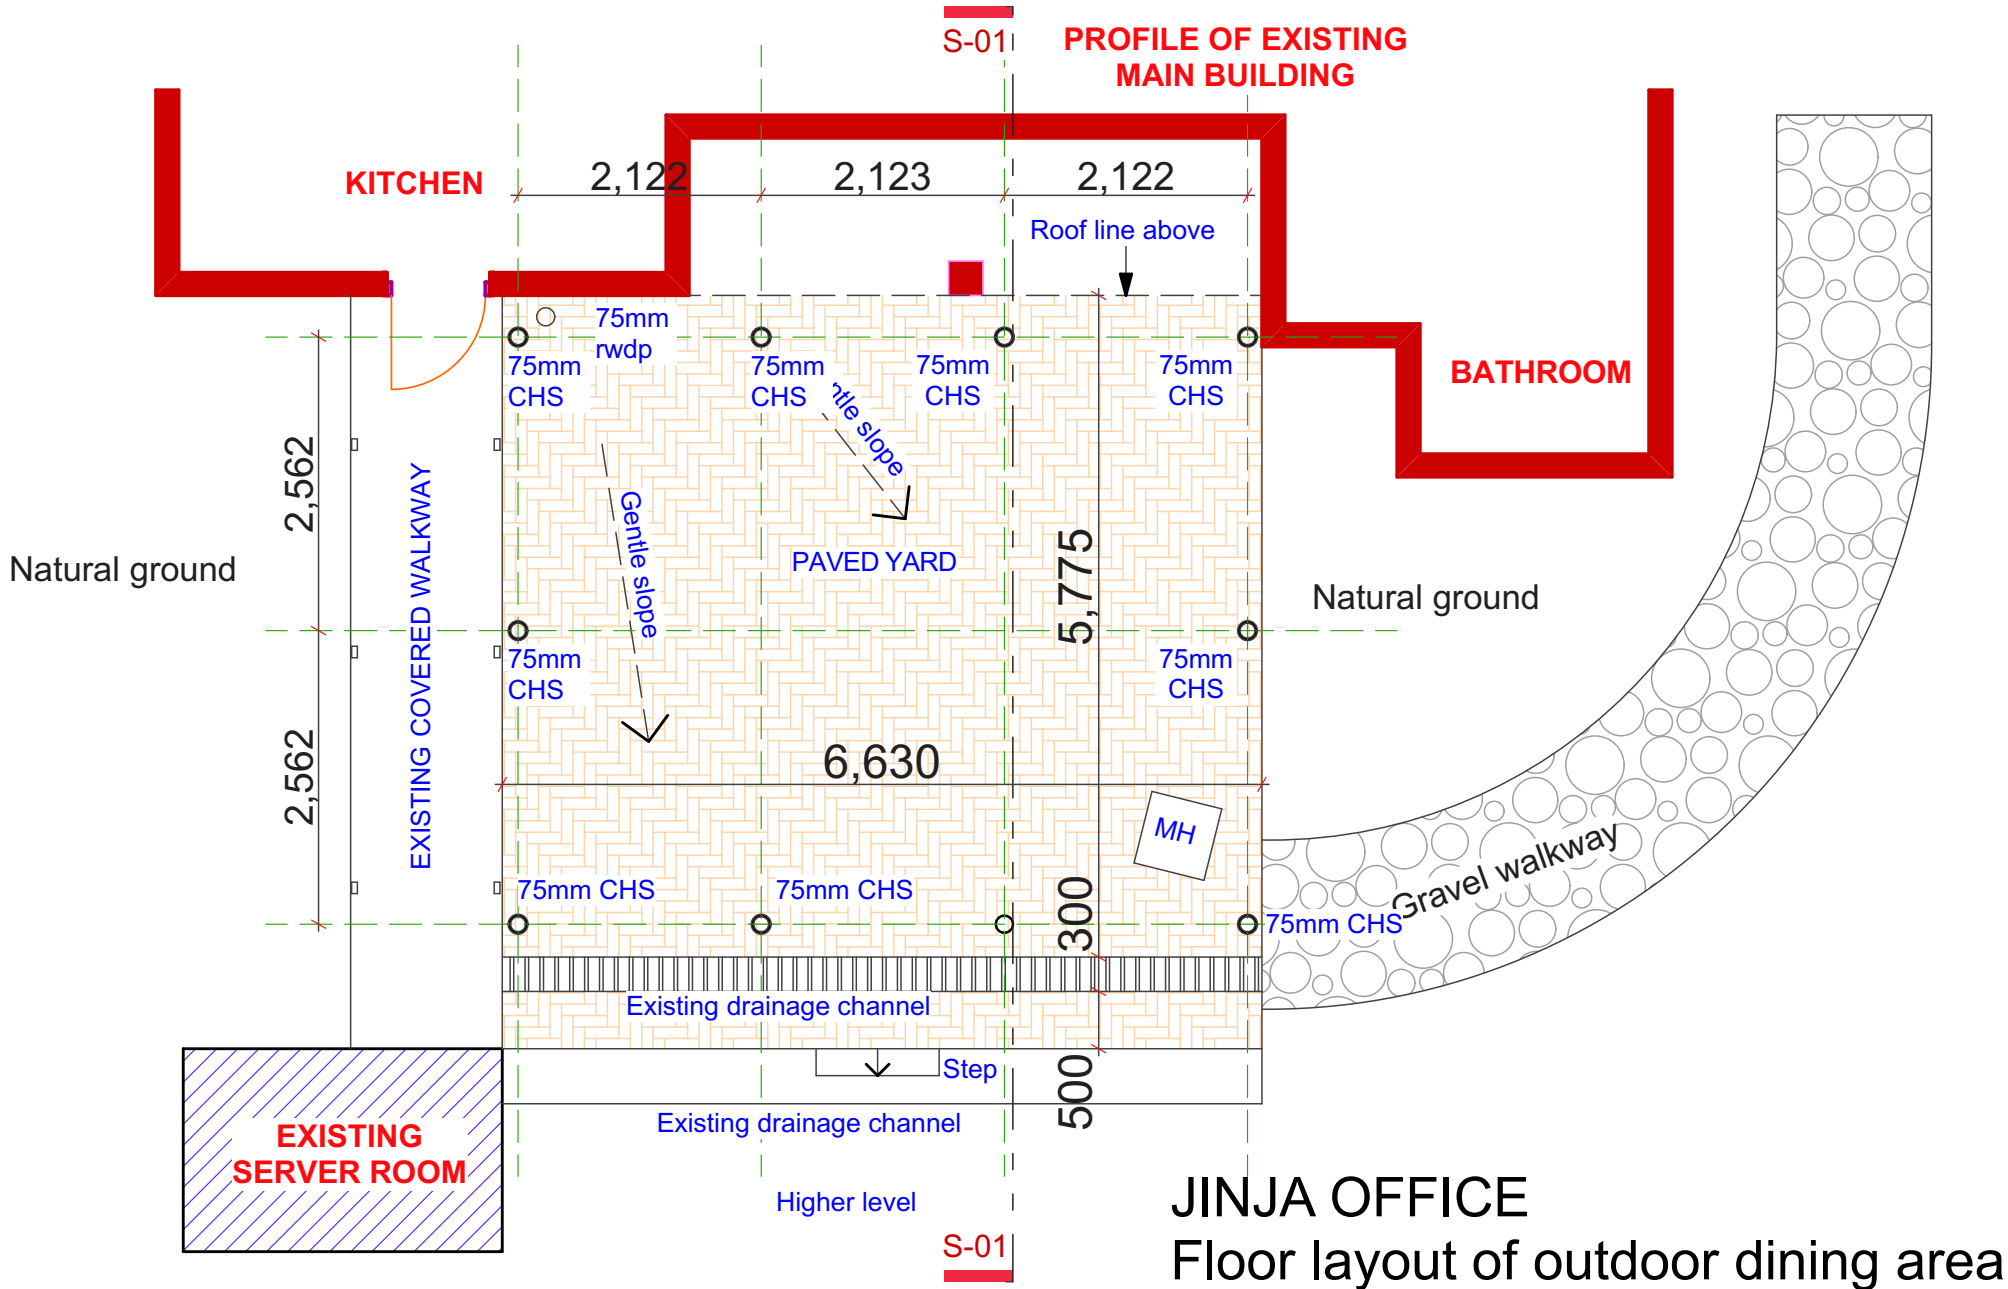 S-01
PROFILE OF EXISTING
MAIN BUILDING
KITCHEN
2,122
2,123
2,122
Roof line above
75mm
rwdp
75mm
CHS
75mm
CHS
75mm
CHS
75mm
CHS
BATHROOM
ntle slope
2,562
EXISTING COVERED WALKWAY
Gentle slope
PAVED YARD
5,775
Natural ground
Natural ground
75mm
CHS
75mm
CHS
2,562
6,630
MH
Gravel walkway
75mm CHS
75mm CHS
300
75mm CHS
Existing drainage channel
Step
500
Existing drainage channel
EXISTING
SERVER ROOM
Higher level
S-01
JINJA OFFICE
Floor layout of outdoor dining area